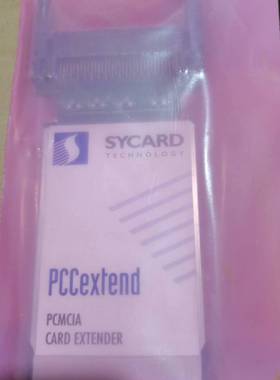 SYCARD
TECHNOLOGY
PCCextend
PCMCIA
CARD EXTENDER